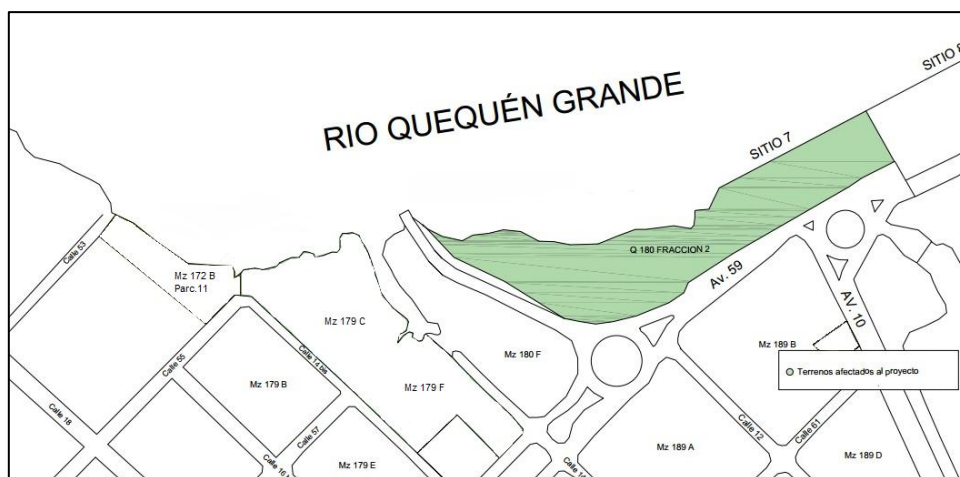 SITIO 8
RIO QUEQUÉN GRANDE
SITIO 7
Calle 53
Q 180 FRACCION 2
Mz 172 B
Parc.11
Av. 59
AV. 10
Mz 179 C
Mz 180 F
Mz 189 B
Calle 14 bis
Calle 55
Terrenos afectados al proyecto
Mz 179 B
Mz 179 F
Calle 18
Calle 57
Calle 12
Calle 61
Mz 189 A
Mz 189 D
Mz 179 E